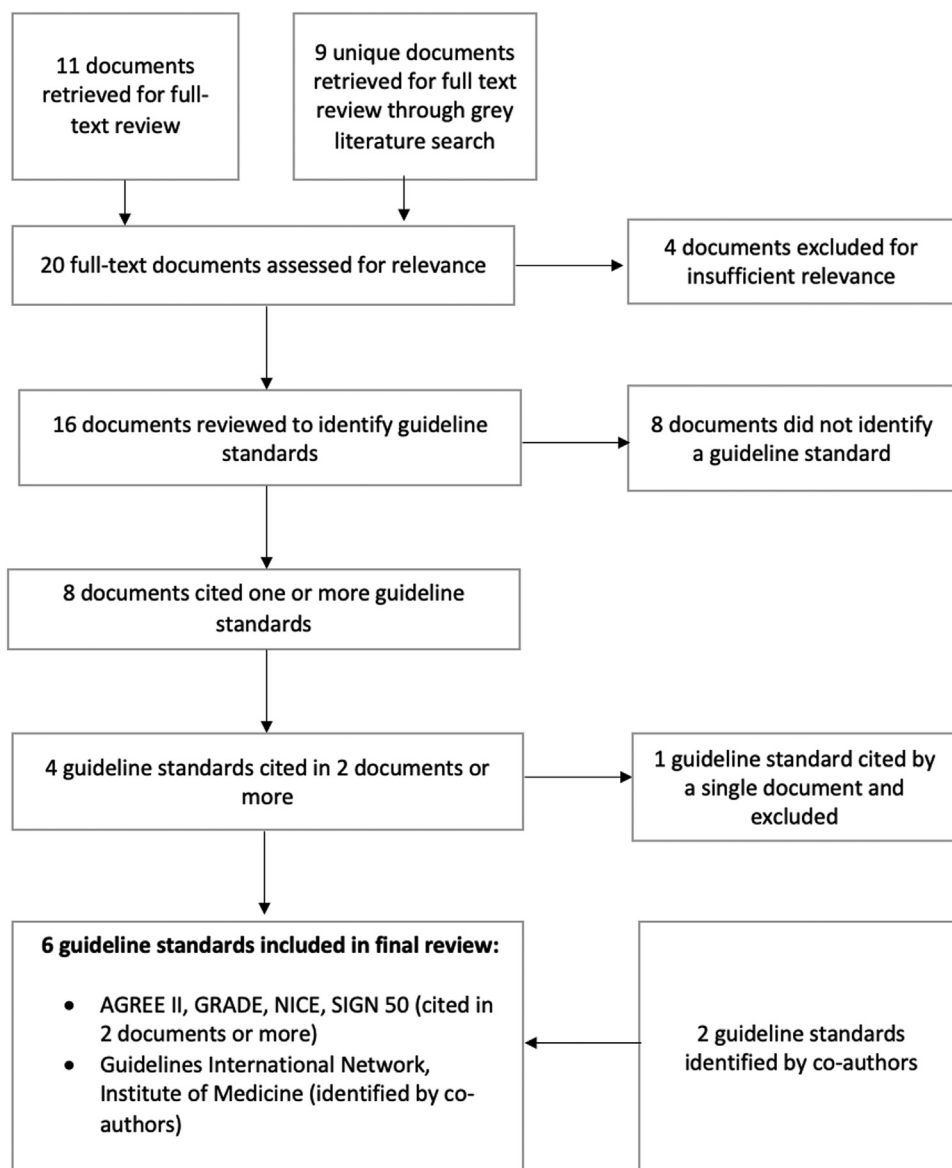 11 documents
retrieved for full-
text review
9 unique documents
retrieved for full text
review through grey
literature search
20 full-text documents assessed for relevance
4 documents excluded for
insufficient relevance
16 documents reviewed to identify guideline
standards
8 documents did not identify
a guideline standard
8 documents cited one or more guideline
standards
4 guideline standards cited in 2 documents or
more
1 guideline standard cited by
a single document and
excluded
6 guideline standards included in final review:
• AGREE II, GRADE, NICE, SIGN 50 (cited in
2 documents or more)
• Guidelines International Network,
Institute of Medicine (identified by co-
authors)
2 guideline standards
identified by co-authors